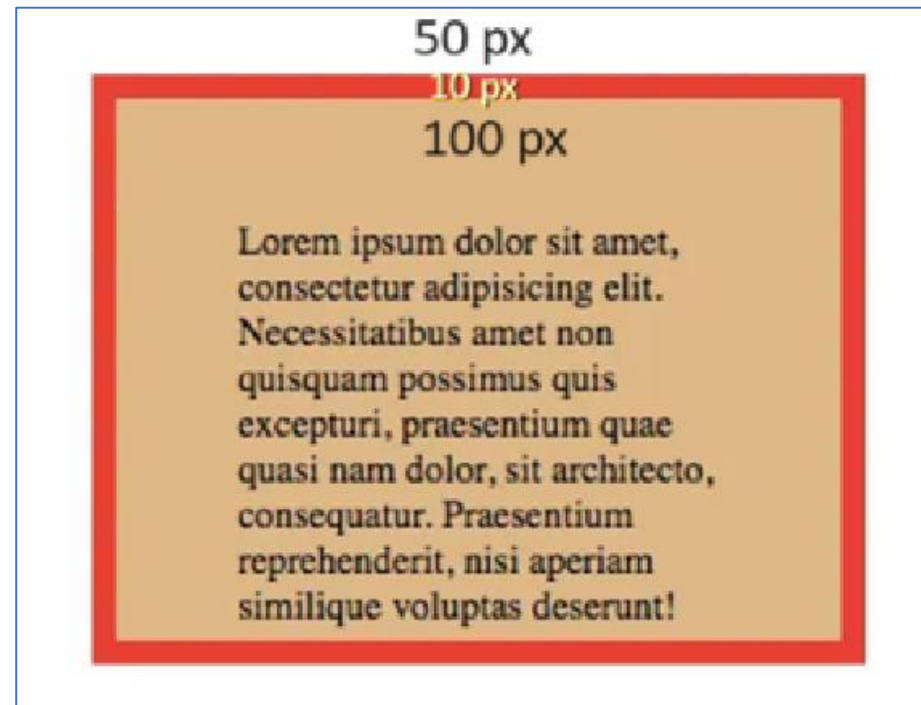 50 px
10 px
100 px
Lorem ipsum dolor sit amet,
consectetur adipisicing elit.
Necessitatibus amet non
quisquam possimus quis
excepturi, praesentium quae
quasi nam dolor, sit architecto,
consequatur. Praesentium
reprehenderit, nisi aperiam
similique voluptas deserunt!